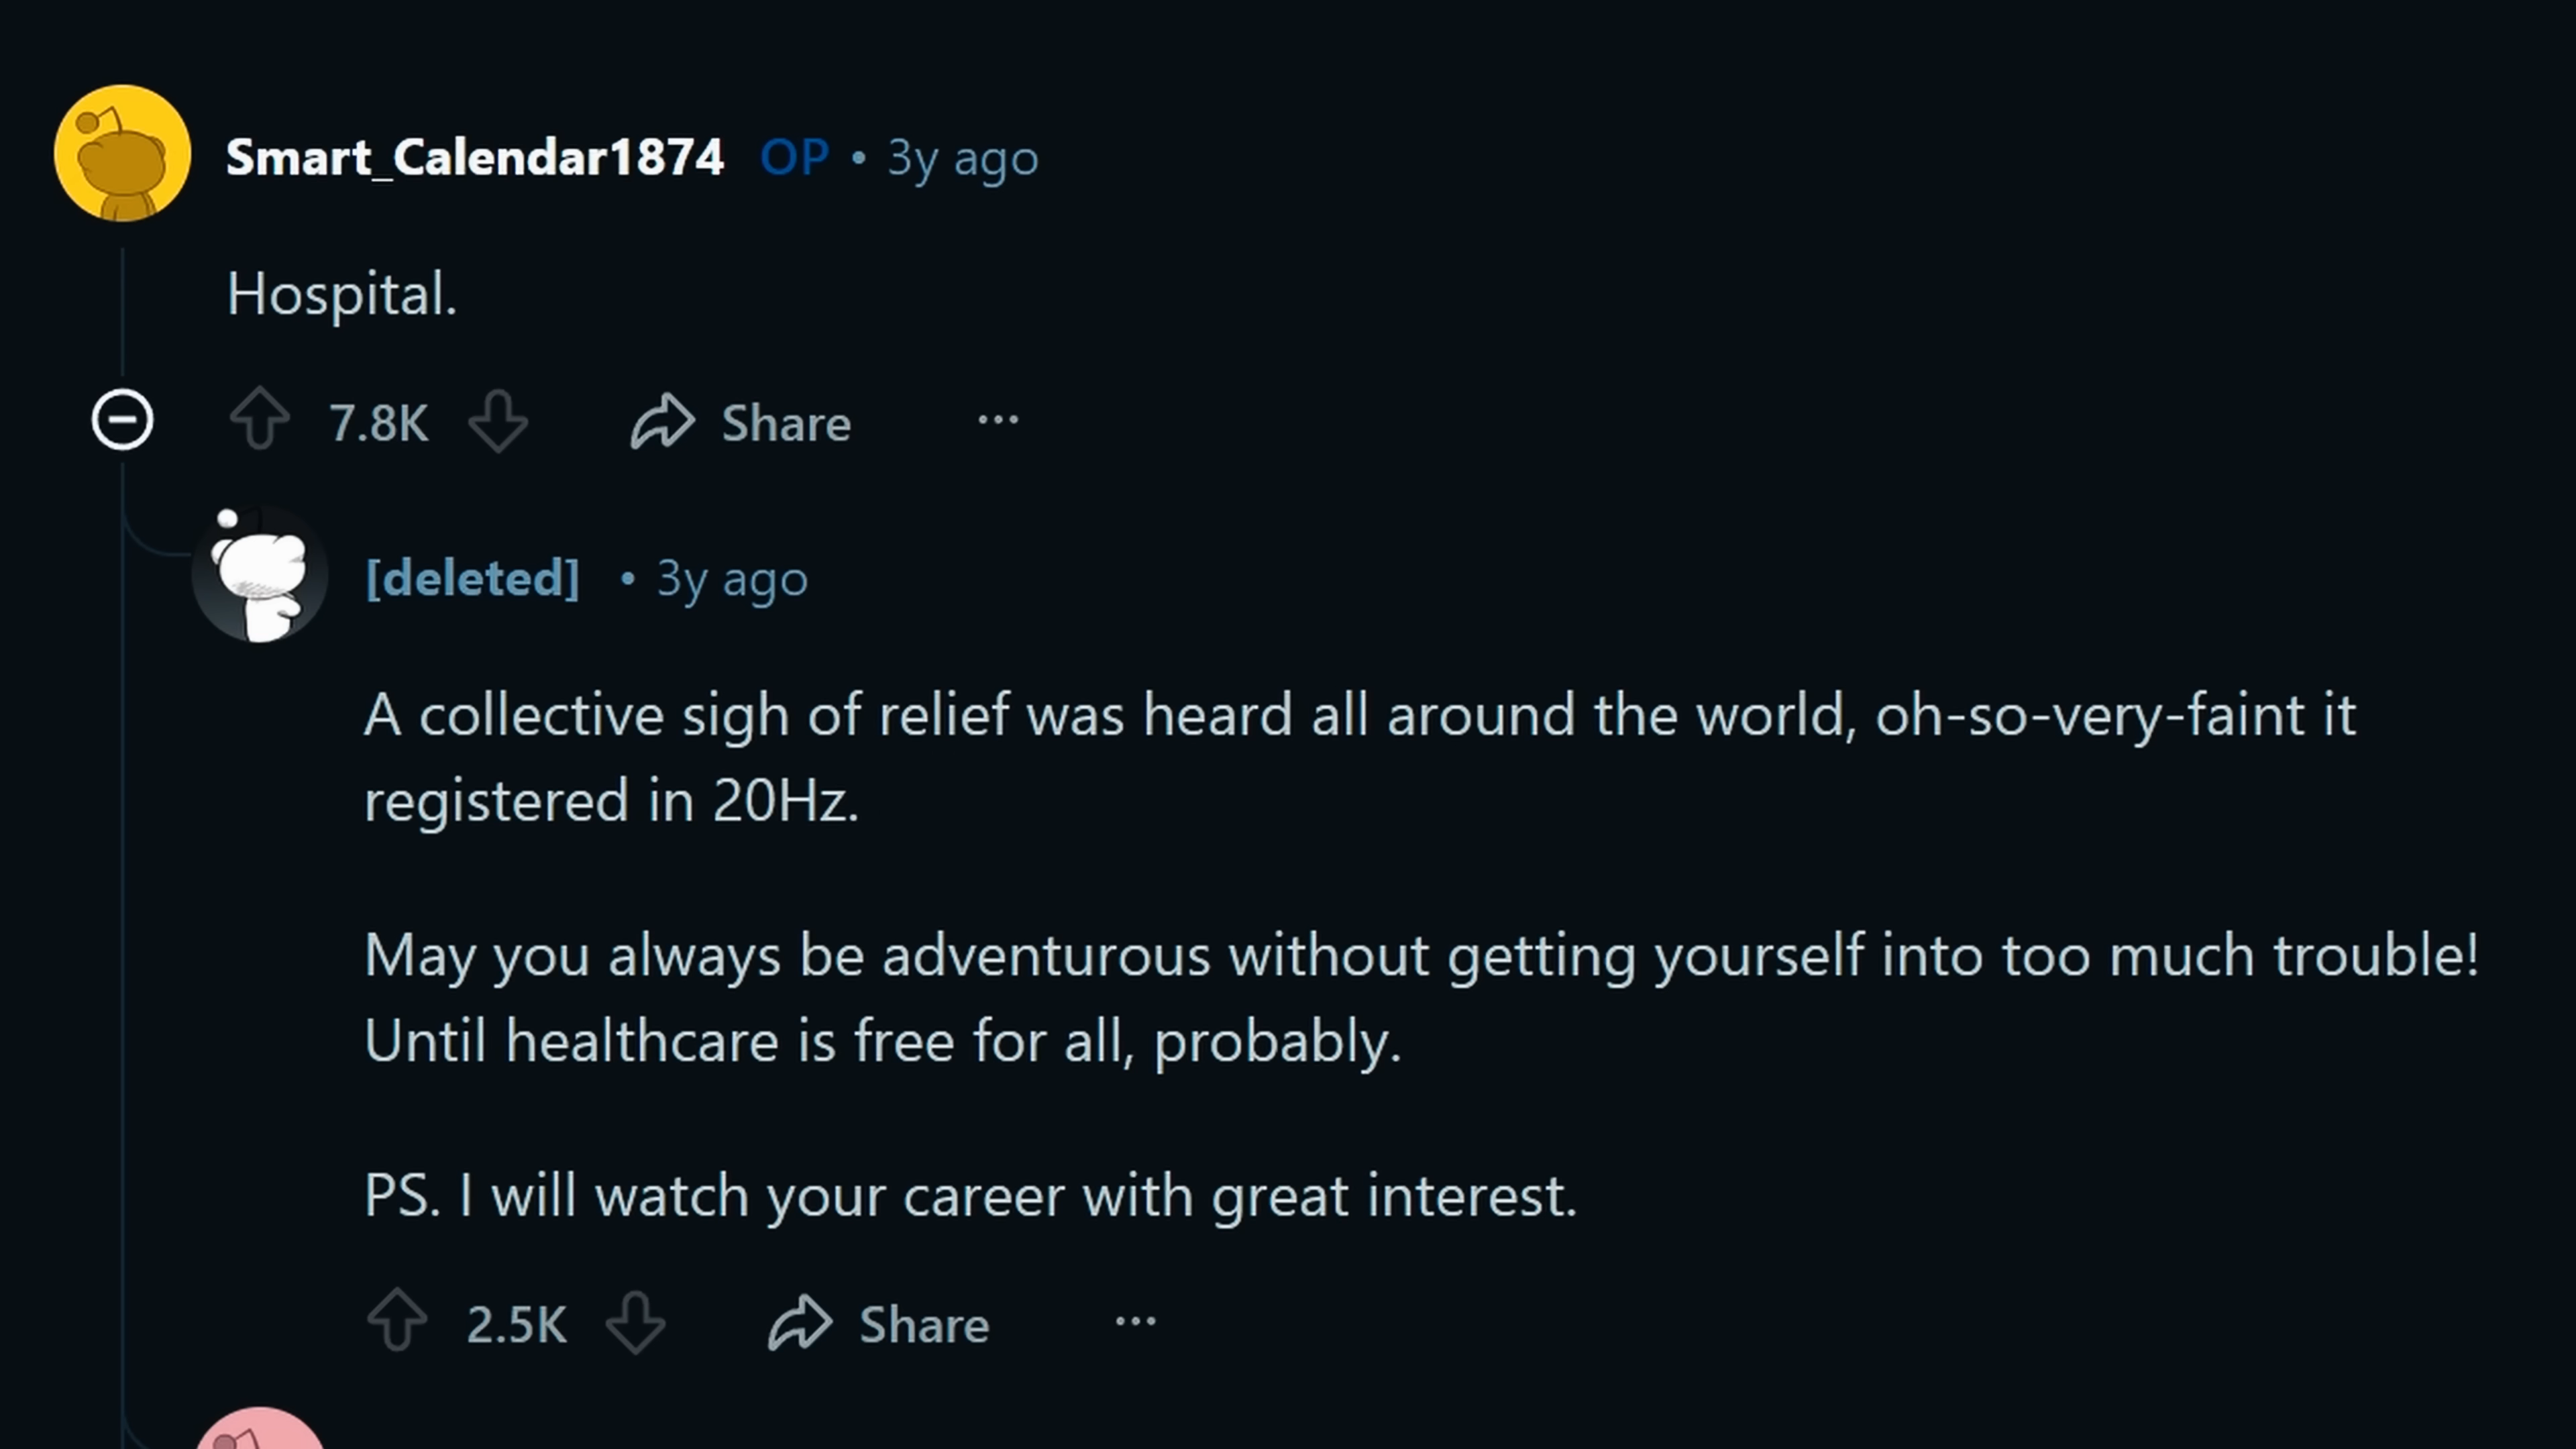 Smart_Calendar1874 OP • 3y ago
Hospital.
7.8K Share ...
[deleted] • 3y ago
A collective sigh of relief was heard all around the world, oh-so-very-faint it
registered in 20Hz.
May you always be adventurous without getting yourself into too much trouble!
Until healthcare is free for all, probably.
PS. I will watch your career with great interest.
2.5K Share ...